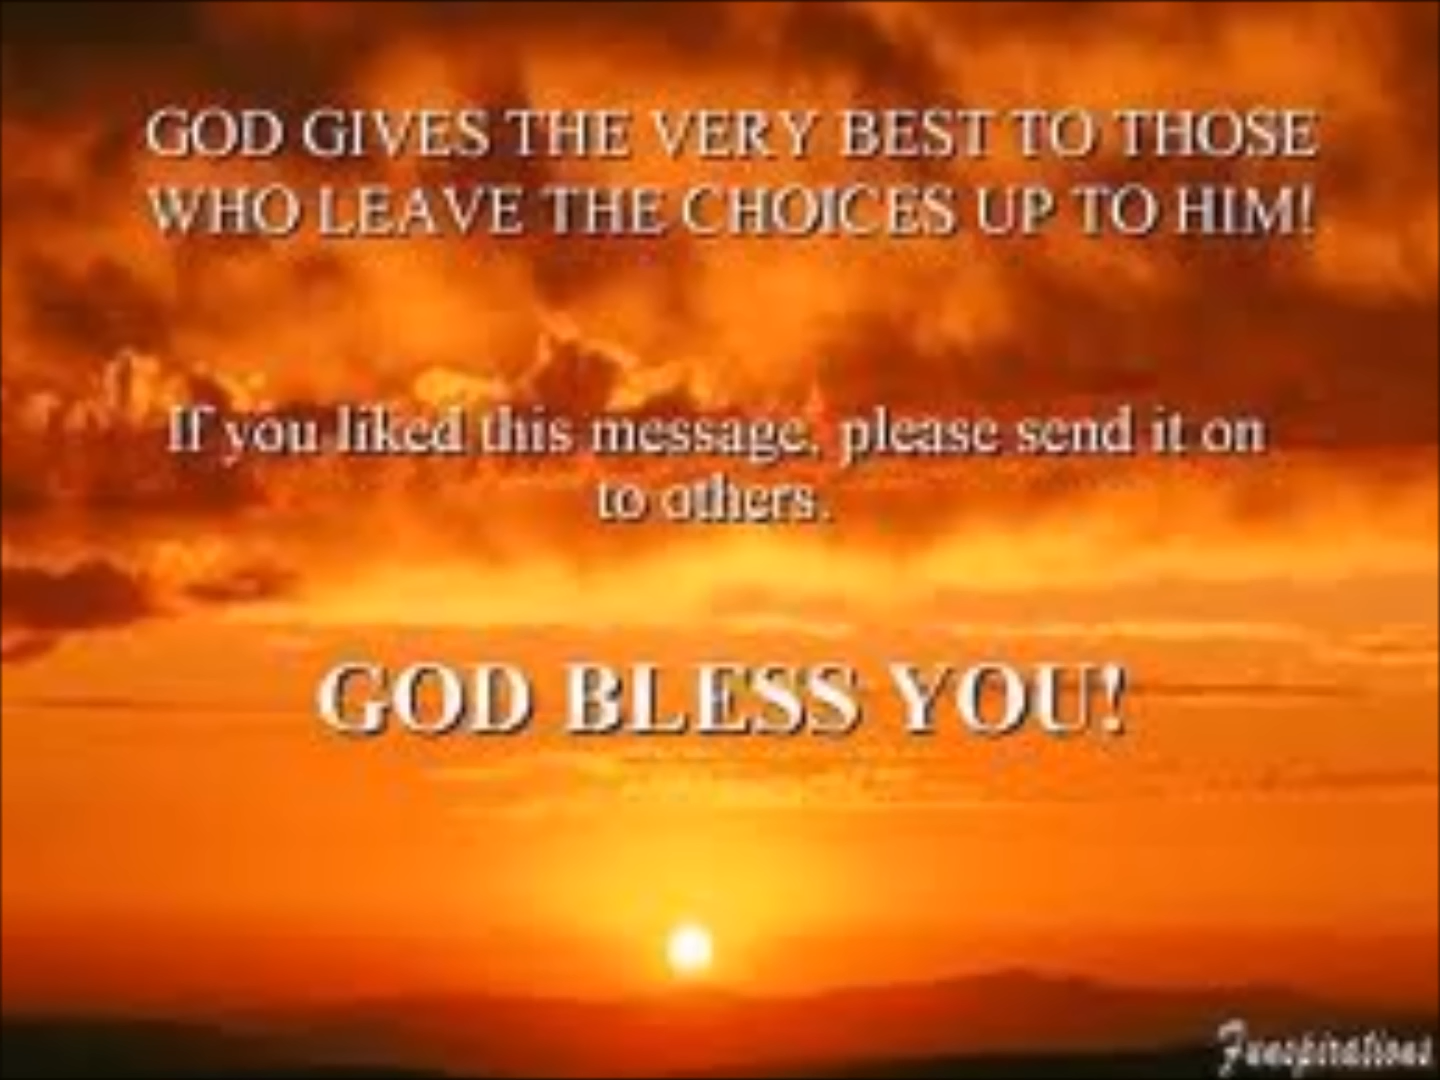 GOD GIVES THE VERY BEST TO THOSE
WHO LEAVE THE CHOICES UP TO HIM!
If you liked this message, please send it on
to others.
GOD BLESS YOU!
Funspirations